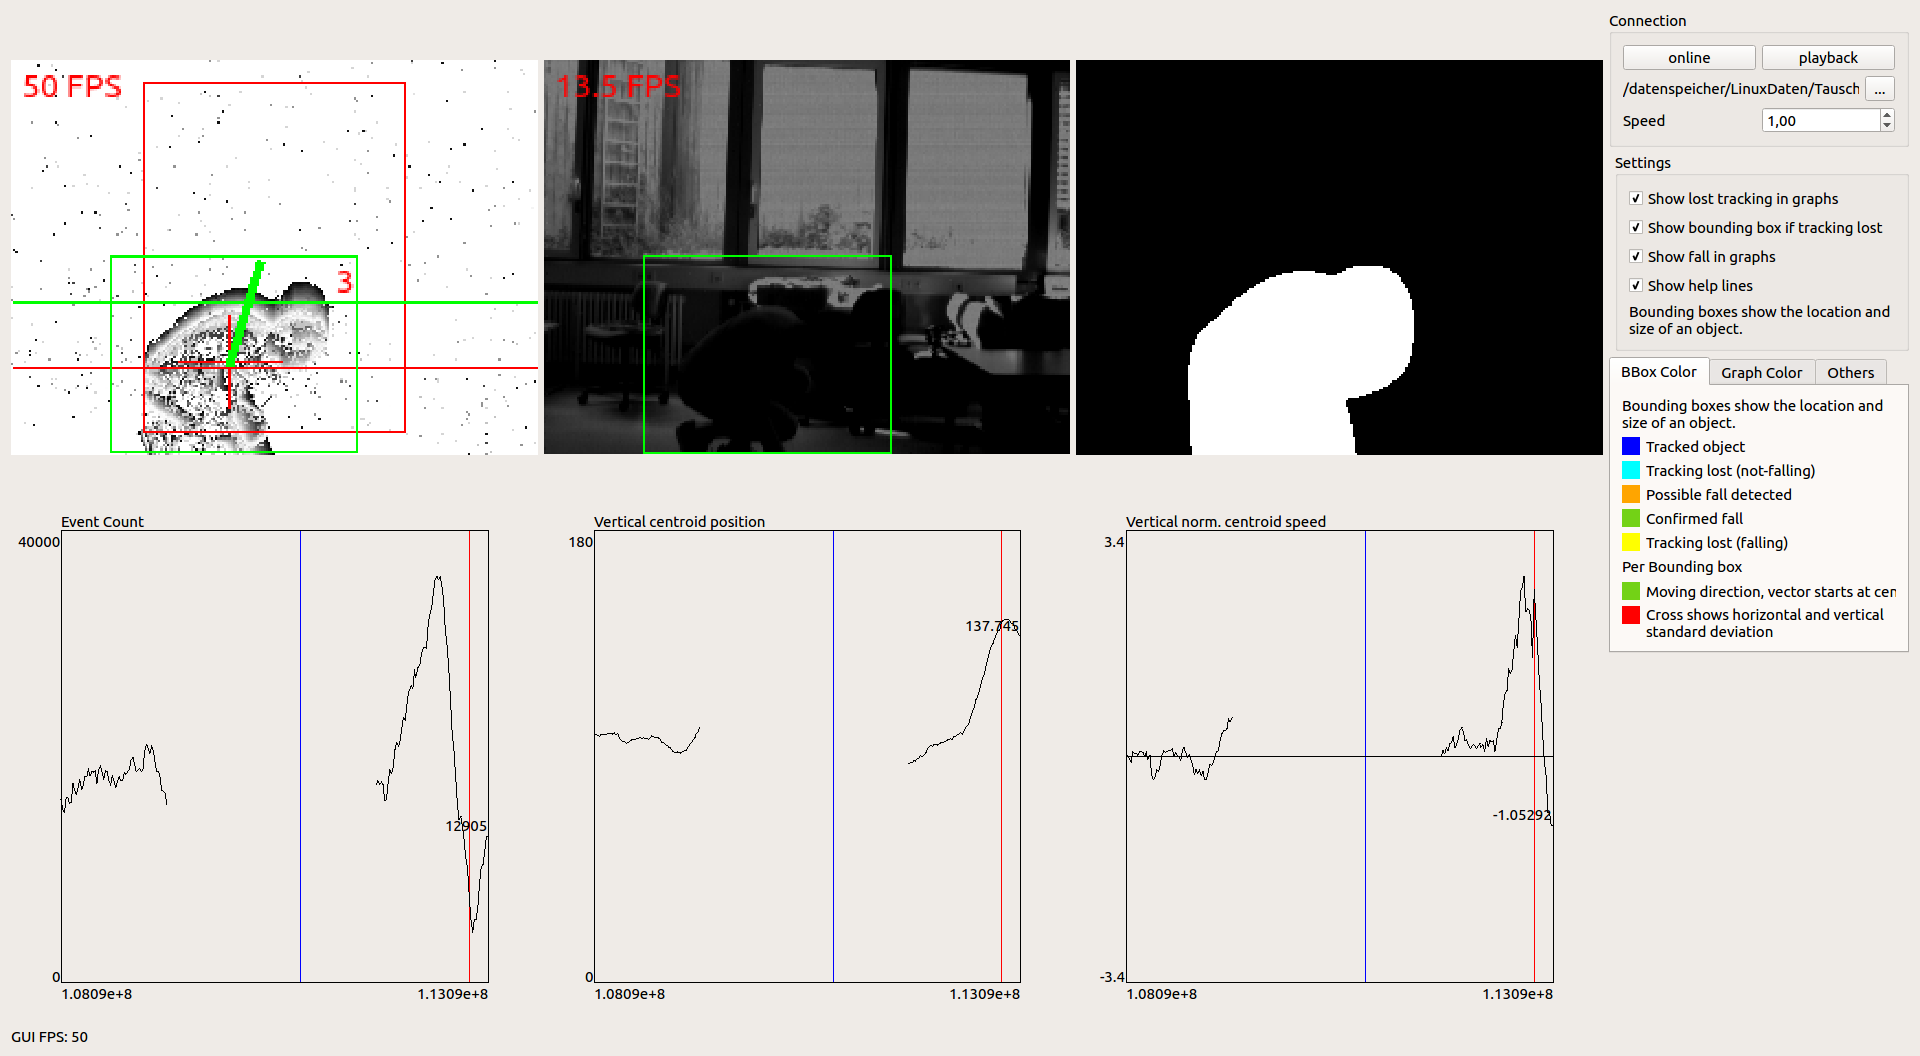 Connection
online
playback
/datenspeicher/LinuxDaten/Tausch
...
Speed
1,00
Settings
Show lost tracking in graphs
Show bounding box if tracking lost
Show fall in graphs
Show help lines
Bounding boxes show the location and
size of an object.
BBox Color
Graph Color
Others
Bounding boxes show the location and
size of an object.
Tracked object
Tracking lost (not-falling)
Possible fall detected
Confirmed fall
Tracking lost (falling)
Per Bounding box
Moving direction, vector starts at cen
Cross shows horizontal and vertical
standard deviation
50 FPS
3
13.5 FPS
Event Count
40000
12905
0
1.0809e+8
1.1309e+8
Vertical centroid position
180
137.745
0
1.0809e+8
1.1309e+8
Vertical norm. centroid speed
3.4
-1.05292
-3.4
1.0809e+8
1.1309e+8
GUI FPS: 50